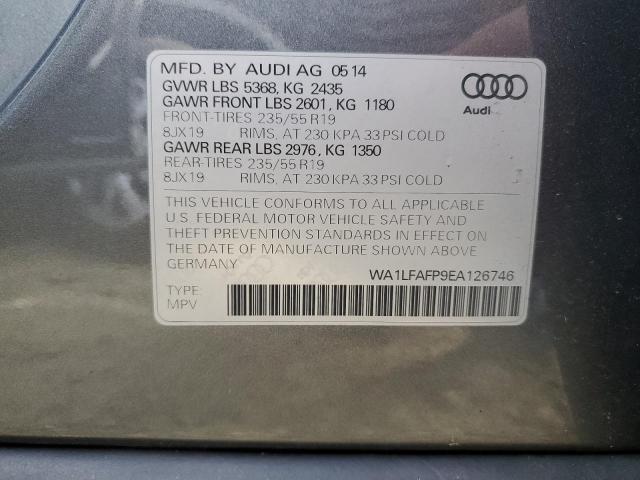 MFD. BY AUDI AG 05 14
GVWR LBS 5368, KG 2435
GAWR FRONT LBS 2601, KG 1180
FRONT-TIRES 235/55 R19
8JX19 RIMS, AT 230 KPA 33 PSI COLD
GAWR REAR LBS 2976, KG 1350
REAR-TIRES 235/55 R19
8JX19 RIMS, AT 230 KPA 33 PSI COLD
Audi
THIS VEHICLE CONFORMS TO ALL APPLICABLE
U.S. FEDERAL MOTOR VEHICLE SAFETY AND
THEFT PREVENTION STANDARDS IN EFFECT ON
THE DATE OF MANUFACTURE SHOWN ABOVE.
GERMANY
WA1LFAFP9EA126746
TYPE:
MPV